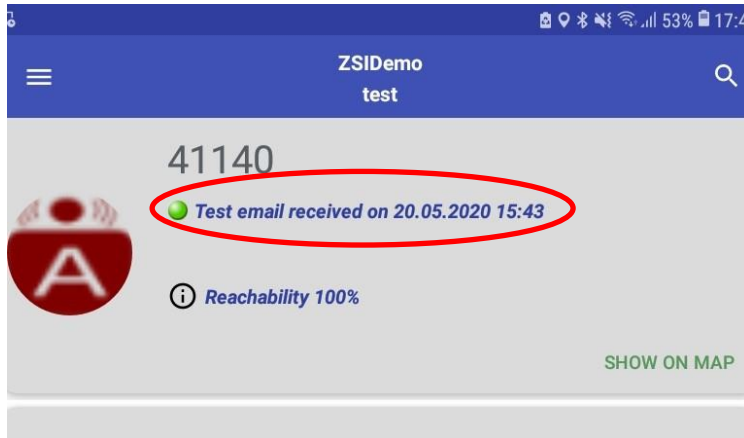 53% 17:4
ZSIDemo
test
41140
Test email received on 20.05.2020 15:43
A
Reachability 100%
SHOW ON MAP